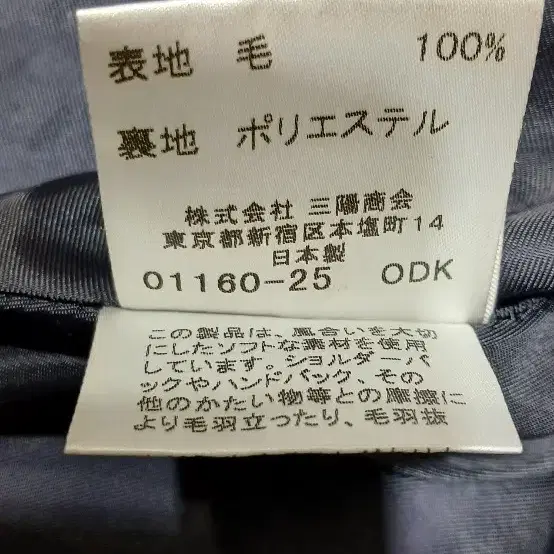 表地 毛 100%
裏地 ポリエステル
株式会社 三陽商会
東京都新宿区本塩町14
日本製
01160-25 ODK
この製品は、風合いを大切
にしたソフトな素材を使用
しています。ショルダーバ
ックやハンドバック、その
他のかたい物等との摩擦に
より毛羽立ったり、毛羽抜